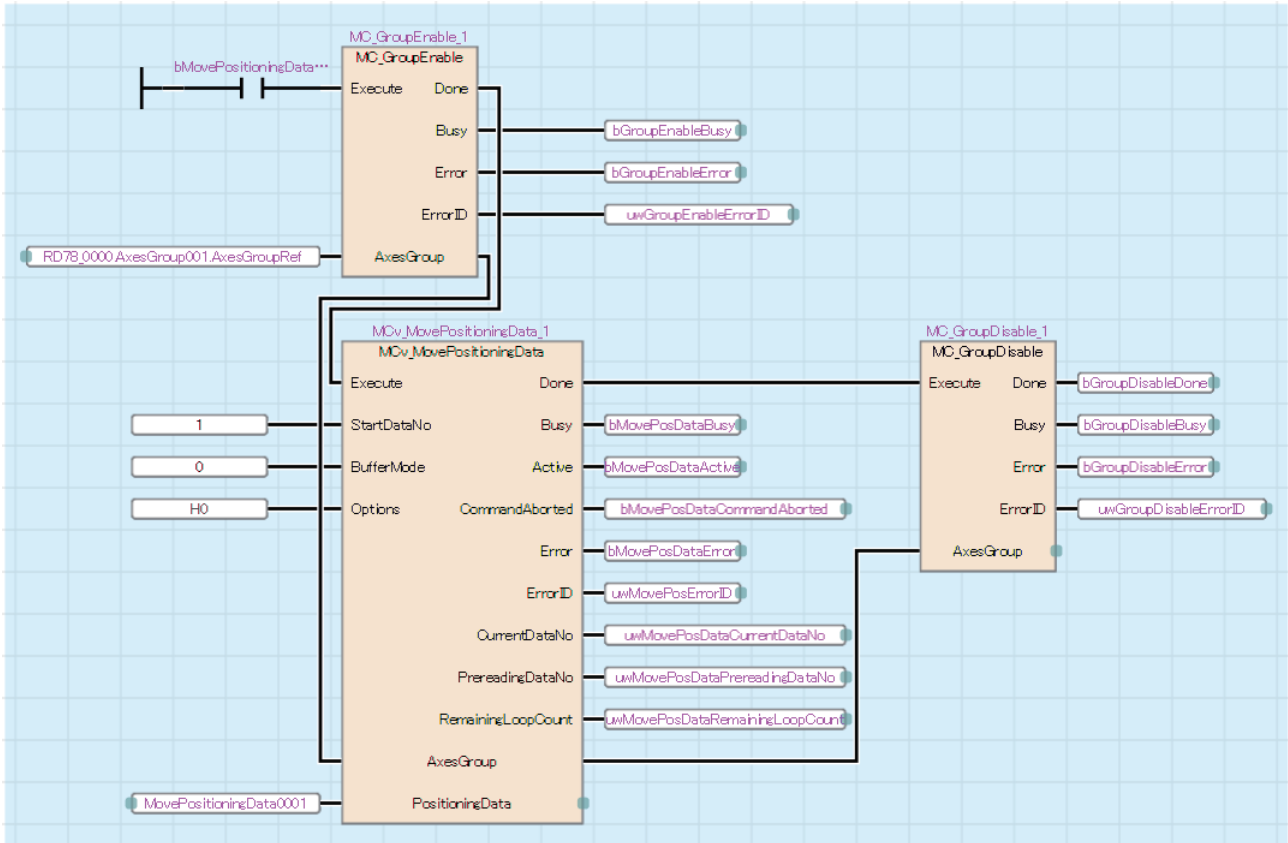 MC_GroupEnable_1
MC_GroupEnable
bMovePositioningData…
Execute Done
Busy bGroupEnableBusy
Error bGroupEnableError
ErrorID uwGroupEnableErrorID
RD78_0000.AxesGroup001.AxesGroupRef AxesGroup
MCv_MovePositioningData_1 MC_GroupDisable_1
MCv_MovePositioningData MC_GroupDisable
Execute Done Execute Done bGroupDisableDone
1 StartDataNo Busy bMovePosDataBusy Busy bGroupDisableBusy
0 BufferMode Active bMovePosDataActive Error bGroupDisableError
H0 Options CommandAborted bMovePosDataCommandAborted ErrorID uwGroupDisableErrorID
Error bMovePosDataError AxesGroup
ErrorID uwMovePosErrorID
CurrentDataNo uwMovePosDataCurrentDataNo
PrereadingDataNo uwMovePosDataPrereadingDataNo
RemainingLoopCount uwMovePosDataRemainingLoopCount
AxesGroup
MovePositioningData0001 PositioningData